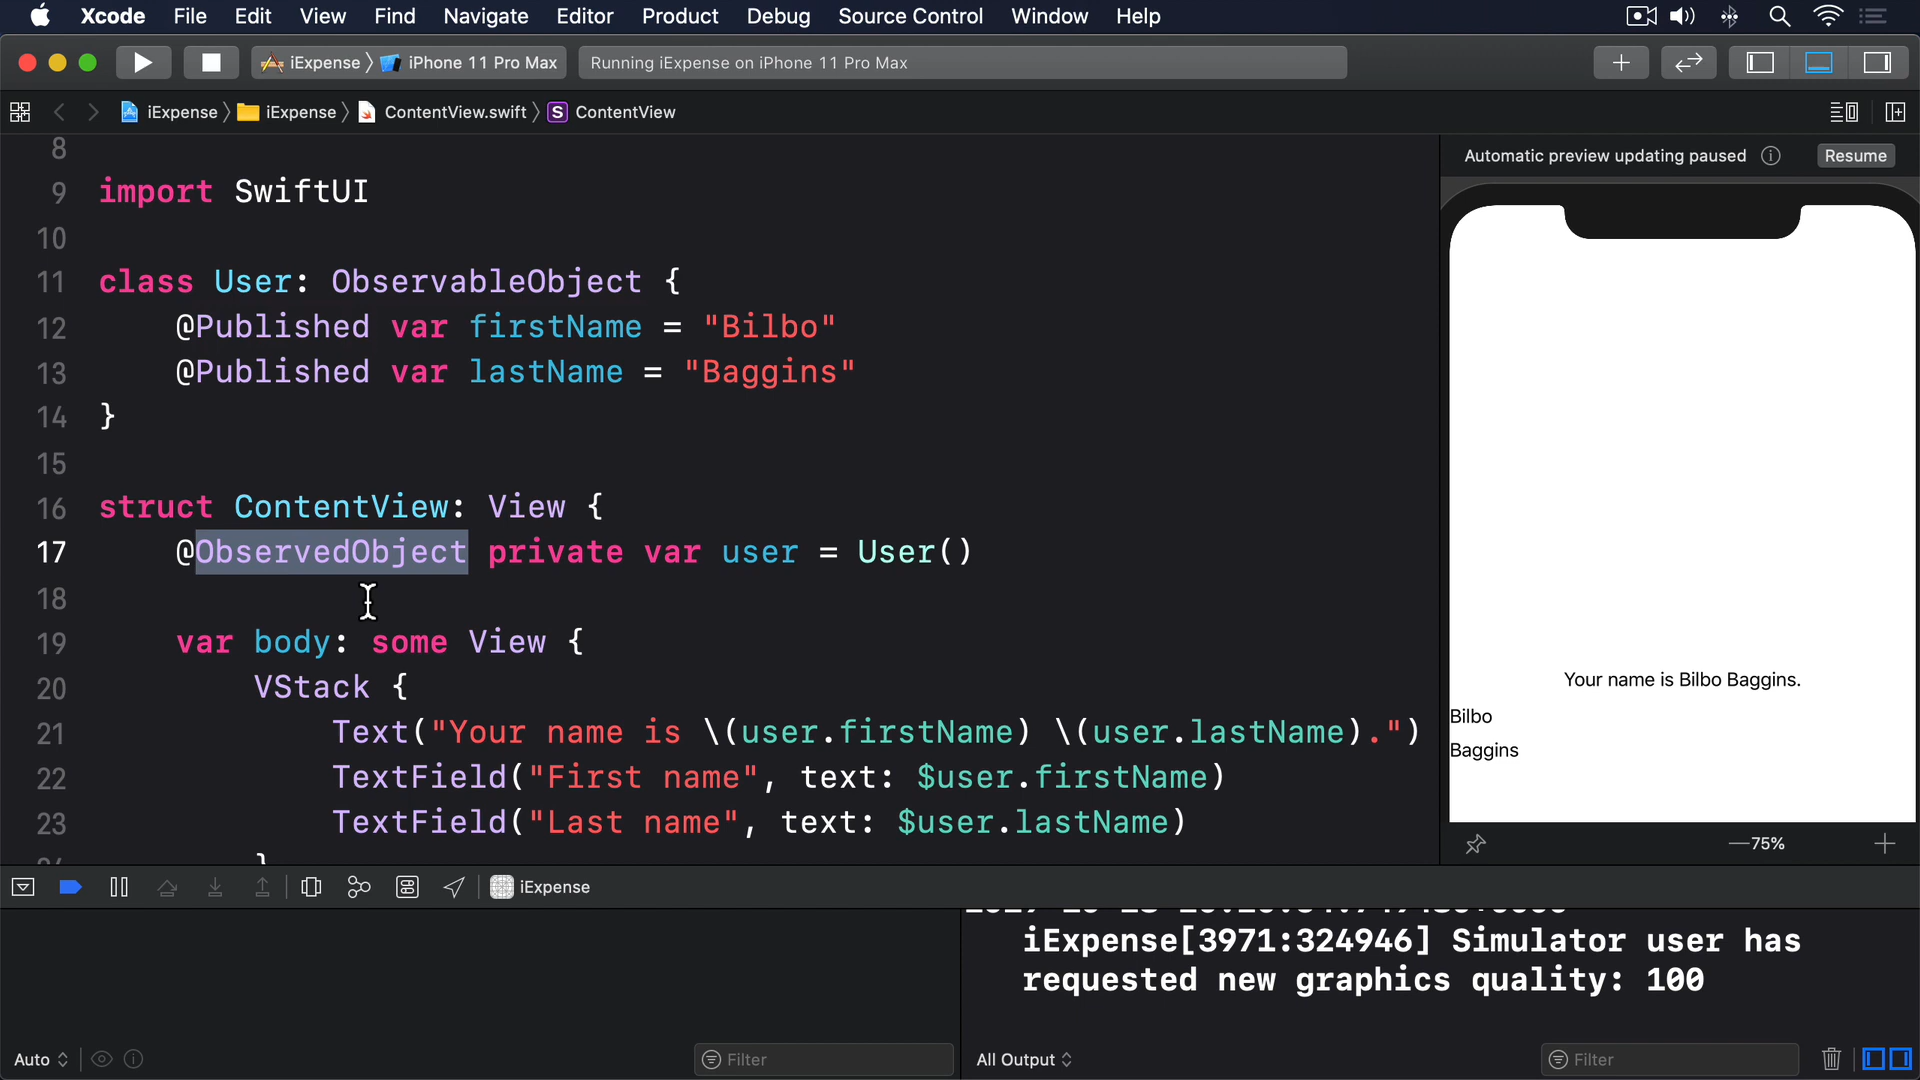 Xcode File Edit View Find Navigate Editor Product Debug Source Control Window Help
iExpense iPhone 11 Pro Max Running iExpense on iPhone 11 Pro Max
iExpense iExpense ContentView.swift S ContentView
Automatic preview updating paused Resume
8
9 import SwiftUI
10
11 class User: ObservableObject {
12 @Published var firstName = "Bilbo"
13 @Published var lastName = "Baggins"
14 }
15
16 struct ContentView: View {
17 @ObservedObject private var user = User()
18
19 var body: some View {
20 VStack {
21 Text("Your name is \(user.firstName) \(user.lastName).")
22 TextField("First name", text: $user.firstName)
23 TextField("Last name", text: $user.lastName)
}
Your name is Bilbo Baggins.
Bilbo
Baggins
75%
iExpense
iExpense[3971:324946] Simulator user has
requested new graphics quality: 100
Auto Filter All Output Filter